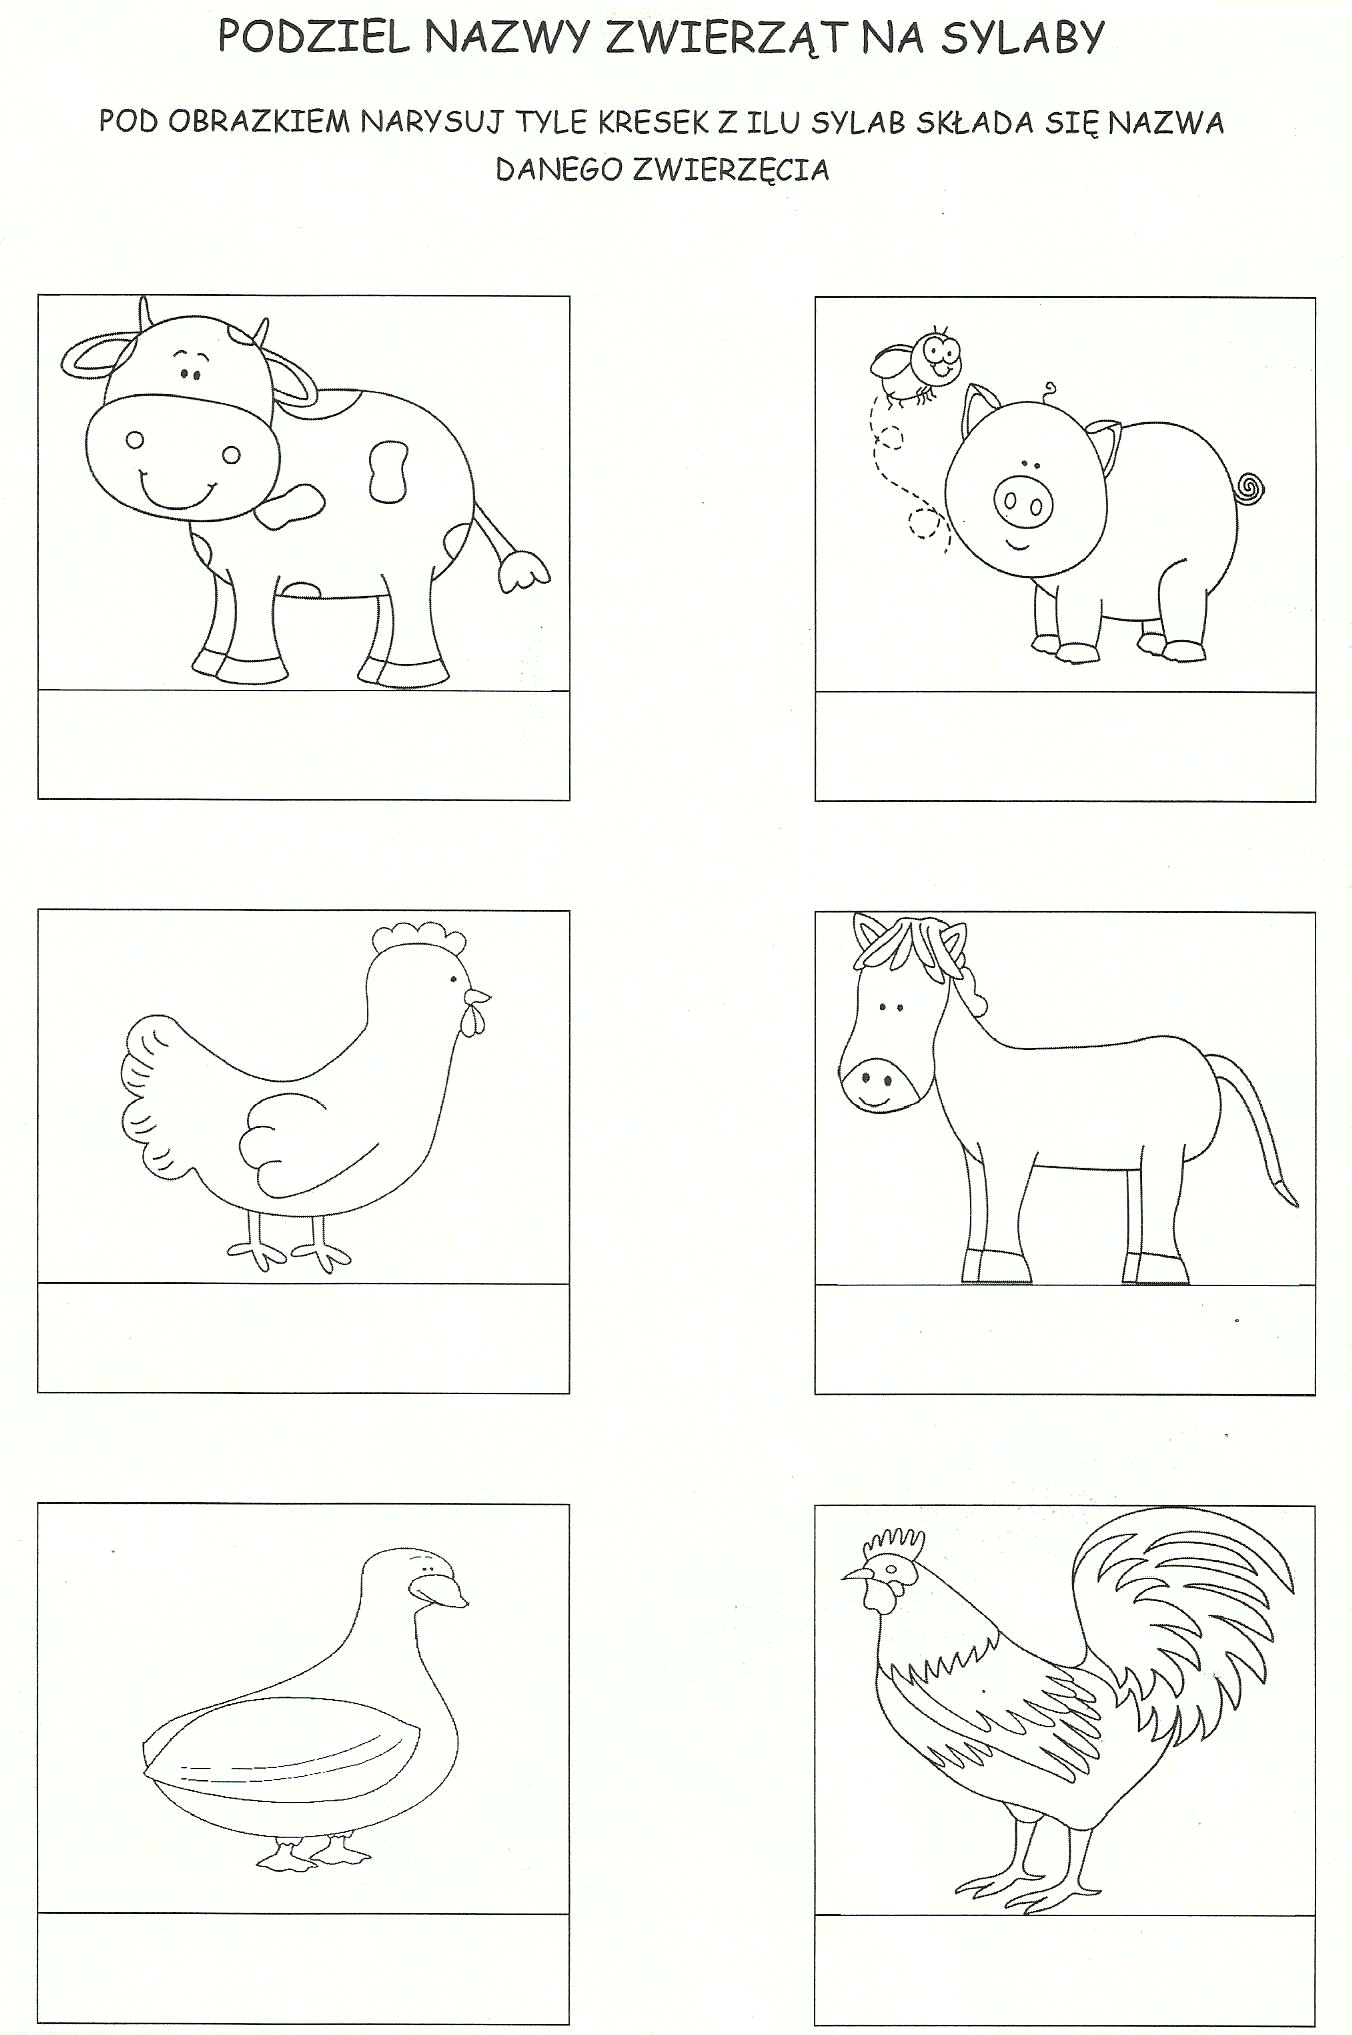 PODZIEL NAZWY ZWIERZĄT NA SYLABY
POD OBRAZKIEM NARYSUJ TYLE KRESEK Z ILU SYLAB SKŁADA SIĘ NAZWA
DANEGO ZWIERZĘCIA